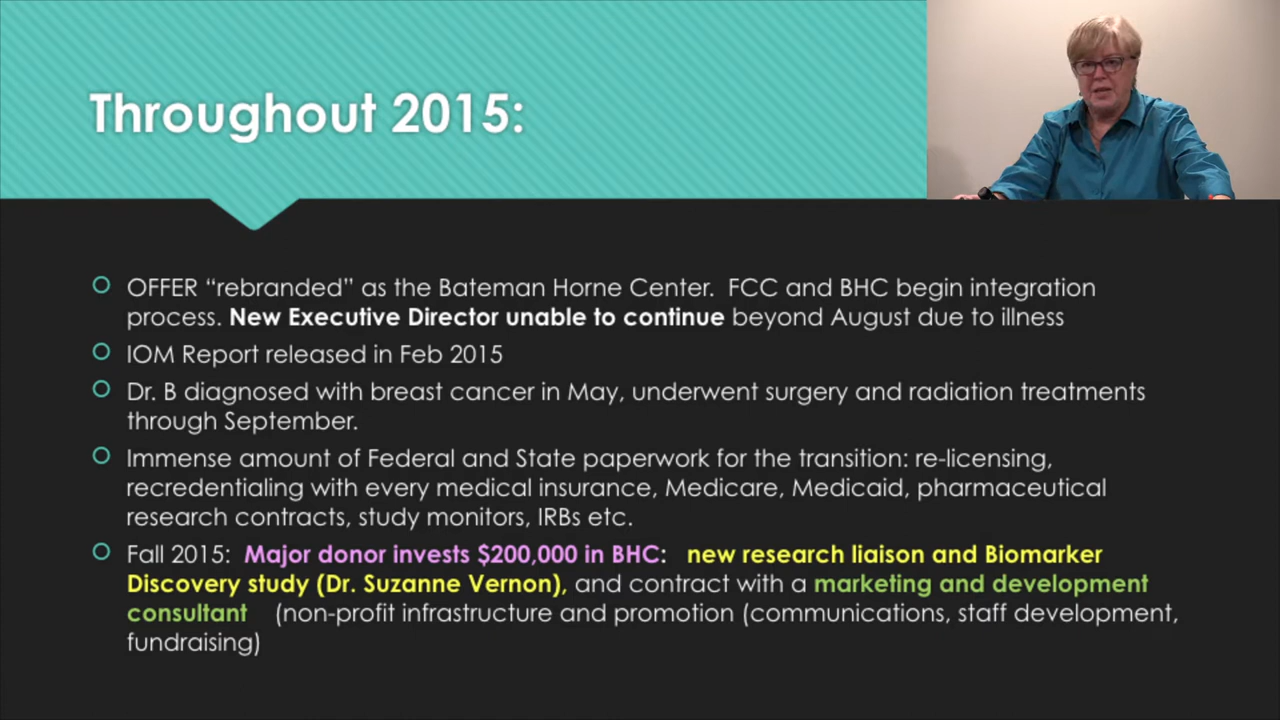 Throughout 2015:
OFFER “rebranded” as the Bateman Horne Center.  FCC and BHC begin integration
process. New Executive Director unable to continue beyond August due to illness
IOM Report released in Feb 2015
Dr. B diagnosed with breast cancer in May, underwent surgery and radiation treatments
through September.
Immense amount of Federal and State paperwork for the transition: re-licensing,
recredentialing with every medical insurance, Medicare, Medicaid, pharmaceutical
research contracts, study monitors, IRBs etc.
Fall 2015:  Major donor invests $200,000 in BHC:   new research liaison and Biomarker
Discovery study (Dr. Suzanne Vernon), and contract with a marketing and development
consultant    (non-profit infrastructure and promotion (communications, staff development,
fundraising)